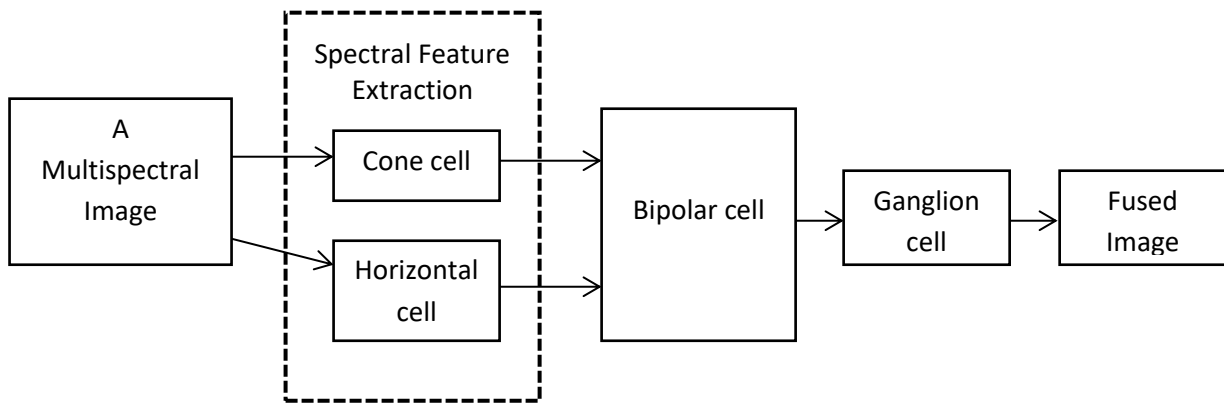 A
Multispectral
Image
Spectral Feature
Extraction
Cone cell
Horizontal
cell
Bipolar cell
Ganglion
cell
Fused
Image